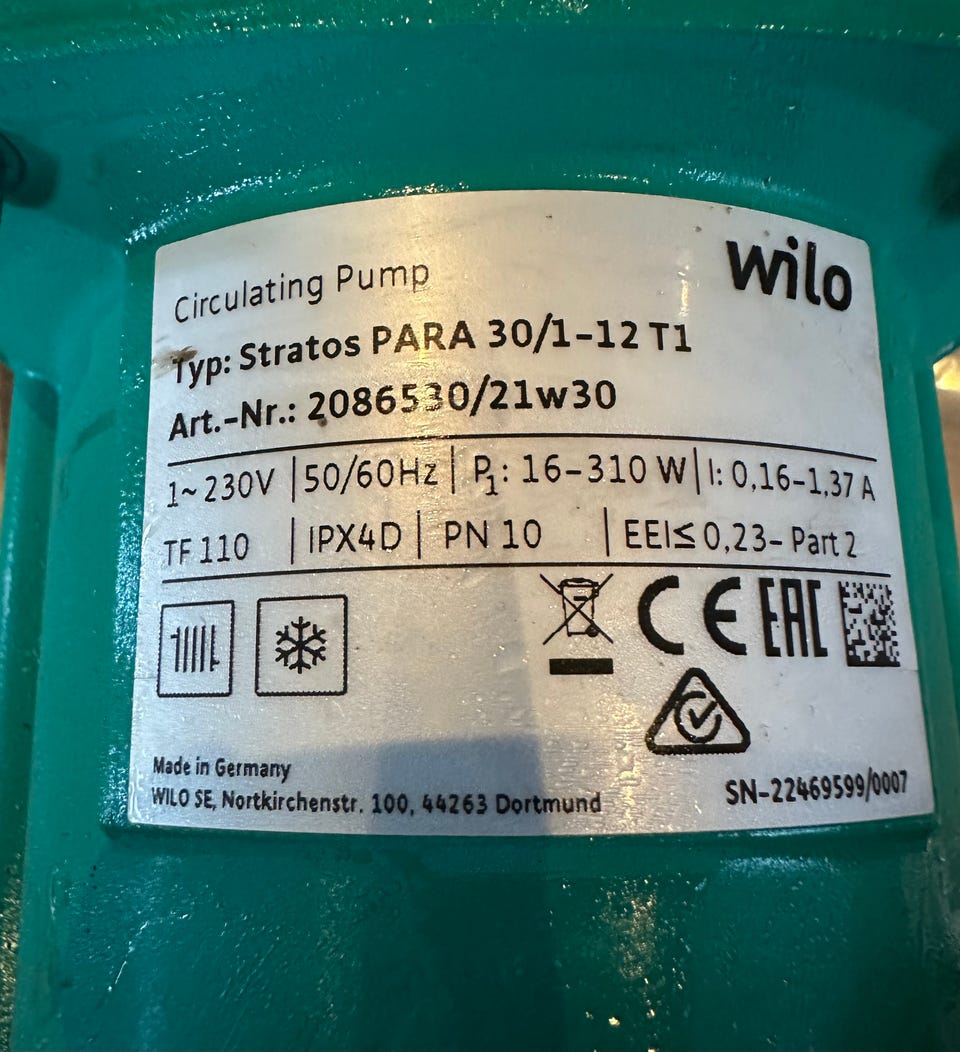 wilo
Circulating Pump
Typ: Stratos PARA 30/1-12 T1
Art.-Nr.: 2086530/21w30
1~230V | 50/60Hz | P1: 16-310 W | I: 0,16-1,37 A
TF 110 | IPX4D | PN 10 | EEI≤ 0,23- Part 2
CE EAC
Made in Germany
WILO SE, Nortkirchenstr. 100, 44263 Dortmund
SN-22469599/0007